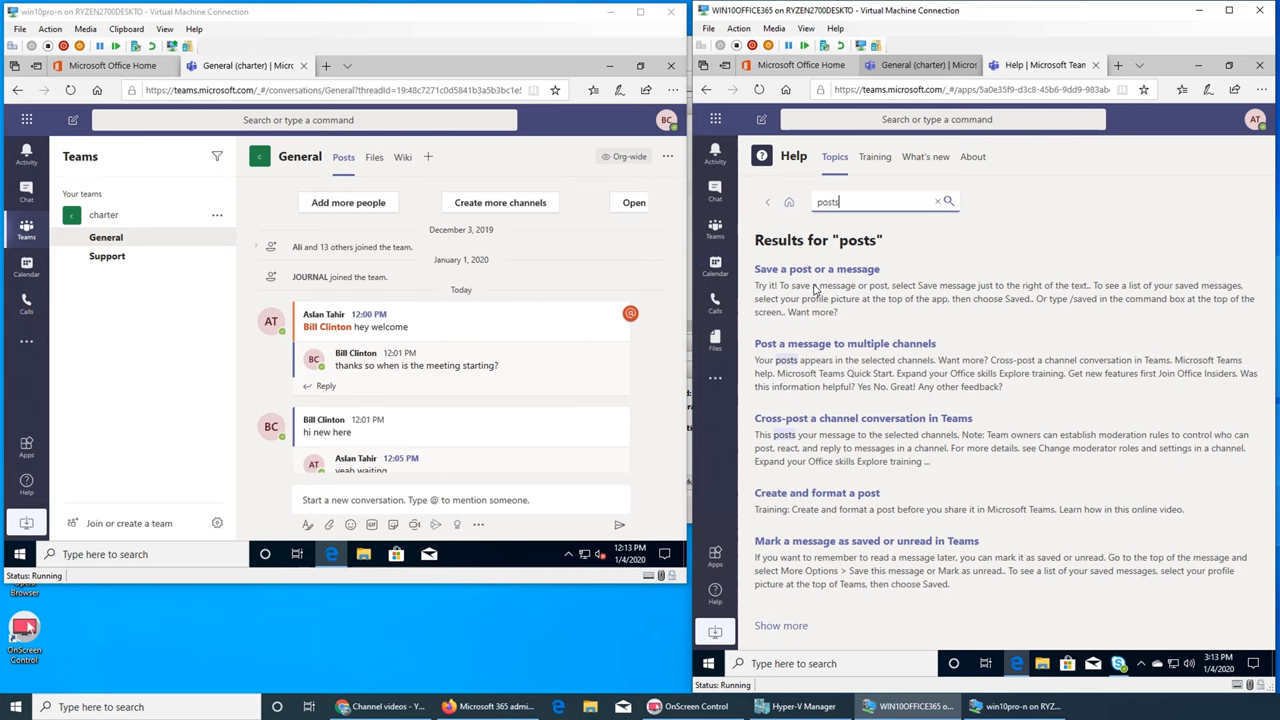 win10pro-n on RYZEN2700DESKTO - Virtual Machine Connection
File Action Media Clipboard View Help
Microsoft Office Home
General (charter) | Micro
https://teams.microsoft.com/_#/conversations/General?threadId=19:48c7271c0d5841b3a5b3bc1e5
Search or type a command
BC
Activity
Chat
Teams
Calendar
Calls
Apps
Help
Teams
Your teams
c charter
General
Support
Join or create a team
c General Posts Files Wiki
Org-wide
Add more people
Create more channels
Open
December 3, 2019
Ali and 13 others joined the team.
January 1, 2020
JOURNAL joined the team.
Today
AT
Aslan Tahir 12:00 PM
Bill Clinton hey welcome
BC
Bill Clinton 12:01 PM
thanks so when is the meeting starting?
Reply
BC
Bill Clinton 12:01 PM
hi new here
AT
Aslan Tahir 12:05 PM
yeah waiting
Start a new conversation. Type @ to mention someone.
GIF
Type here to search
12:13 PM
1/4/2020
Status: Running
WIN10OFFICE365 on RYZEN2700DESKTO - Virtual Machine Connection
File Action Media View Help
Microsoft Office Home
General (charter) | Micros
Help | Microsoft Team
https://teams.microsoft.com/_#/apps/5a0e35f9-d3c8-45b6-9dd9-983ab
Search or type a command
AT
Activity
Chat
Teams
Calendar
Calls
Files
Apps
Help
Help Topics Training What's new About
posts
Results for "posts"
Save a post or a message
Try it! To save a message or post, select Save message just to the right of the text.. To see a list of your saved messages,
select your profile picture at the top of the app, then choose Saved.. Or type /saved in the command box at the top of the
screen.. Want more?
Post a message to multiple channels
Your posts appears in the selected channels. Want more? Cross-post a channel conversation in Teams. Microsoft Teams
help. Microsoft Teams Quick Start. Expand your Office skills Explore training. Get new features first Join Office Insiders. Was
this information helpful? Yes No. Great! Any other feedback?
Cross-post a channel conversation in Teams
This posts your message to the selected channels. Note: Team owners can establish moderation rules to control who can
post, react, and reply to messages in a channel. For more details. see Change moderator roles and settings in a channel.
Expand your Office skills Explore training ...
Create and format a post
Training: Create and format a post before you share it in Microsoft Teams. Learn how in this online video.
Mark a message as saved or unread in Teams
If you want to remember to read a message later, you can mark it as saved or unread. Go to the top of the message and
select More Options > Save this message or Mark as unread.. To see a list of your saved messages, select your profile
picture at the top of Teams, then choose Saved.
Show more
Type here to search
3:13 PM
1/4/2020
Status: Running
Browser
OnScreen
Control
Type here to search
Channel videos - Y...
Microsoft 365 admi...
OnScreen Control
Hyper-V Manager
WIN10OFFICE365 o...
win10pro-n on RYZ...